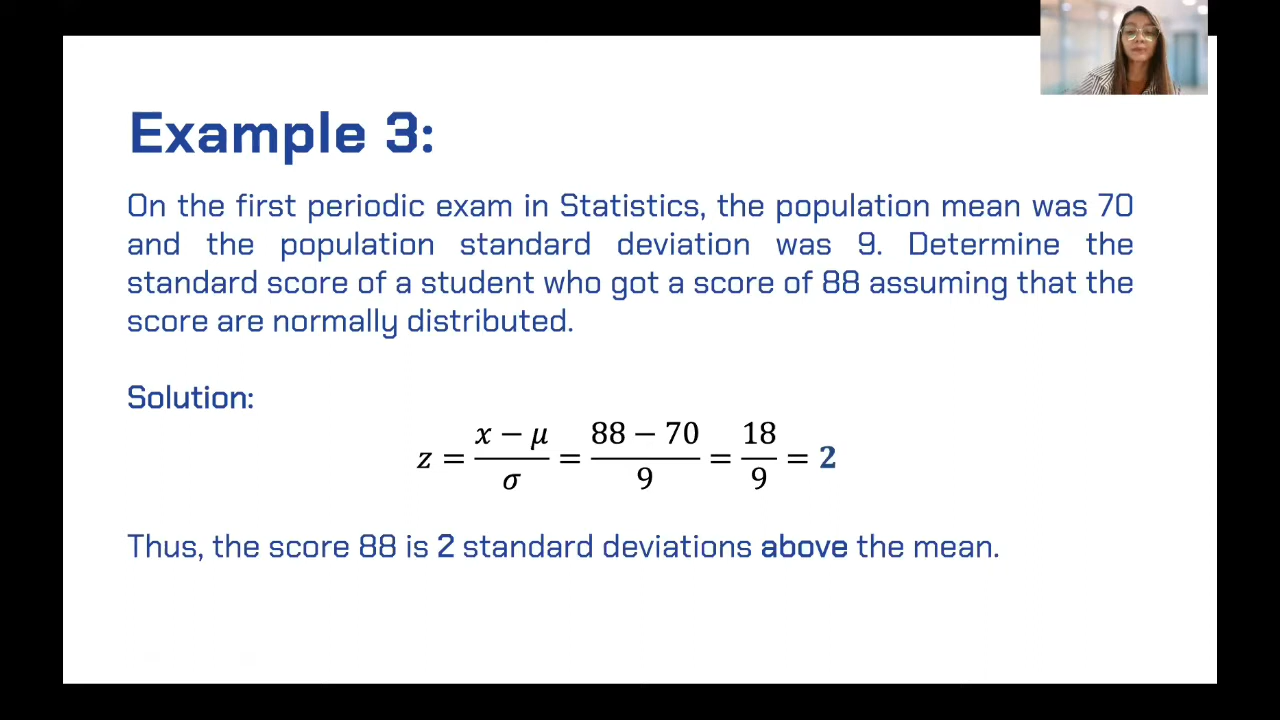 Example 3:
On the first periodic exam in Statistics, the population mean was 70
and the population standard deviation was 9. Determine the
standard score of a student who got a score of 88 assuming that the
score are normally distributed.
Solution:
z = (x − μ)/σ = (88 − 70)/9 = 18/9 = 2
Thus, the score 88 is 2 standard deviations above the mean.